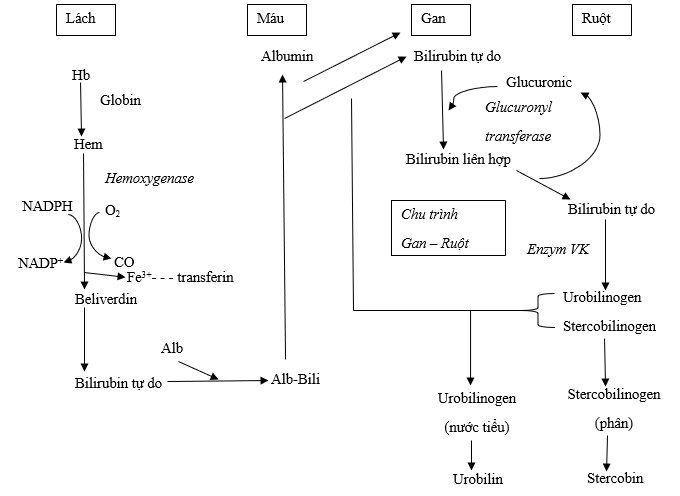 Lách
Máu
Gan
Ruột
Albumin
Bilirubin tự do
Hb
Glucuronic
Globin
Glucuronyl
transferase
Hem
Bilirubin liên hợp
Hemoxygenase
NADPH
O2
Chu trình
Gan – Ruột
Bilirubin tự do
Enzym VK
NADP+
CO
Fe3+- - - transferin
Beliverdin
Urobilinogen
Stercobilinogen
Alb
Bilirubin tự do
Alb-Bili
Urobilinogen
(nước tiểu)
Stercobilinogen
(phân)
Urobilin
Stercobin